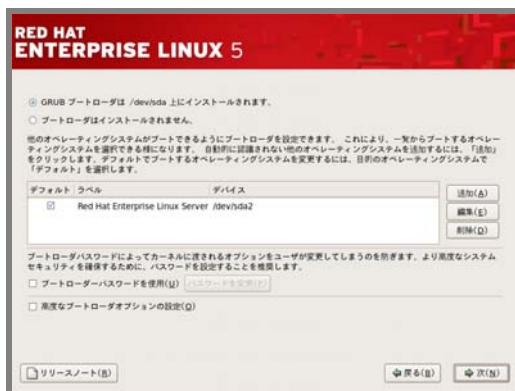 RED HAT
ENTERPRISE LINUX 5
GRUB ブートローダは /dev/sda 上にインストールされます。
ブートローダはインストールされません。
他のオペレーティングシステムがブートできるようにブートローダを設定できます。 これにより、一覧からブートするオペレー
ティングシステムを選択できる様になります。 自動的に認識されない他のオペレーティングシステムを追加するには、「追加」
をクリックします。デフォルトでブートするオペレーティングシステムを変更するには、目的のオペレーティングシステムで
「デフォルト」を選択します。
デフォルト ラベル デバイス
Red Hat Enterprise Linux Server /dev/sda2
追加(A)
編集(E)
削除(D)
ブートローダパスワードによってカーネルに渡されるオプションをユーザが変更してしまうのを防ぎます。より高度なシステム
セキュリティを確保するために、パスワードを設定することを推奨します。
ブートローダーパスワードを使用(U) パスワードを変更(P)
高度なブートローダオプションの設定(O)
リリースノート(R) 戻る(B) 次(N)